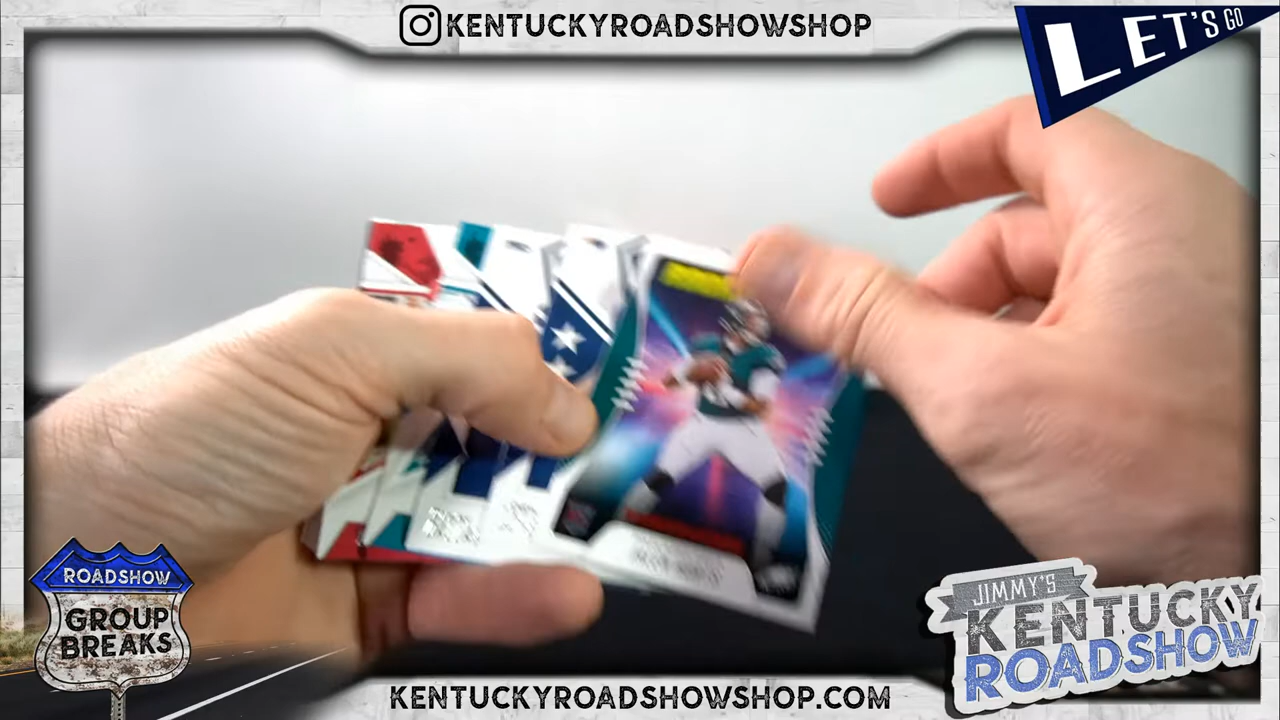 KENTUCKYROADSHOWSHOP
LET'S GO
ROADSHOW
GROUP
BREAKS
JIMMY'S
KENTUCKY
ROADSHOW
KENTUCKYROADSHOWSHOP.COM